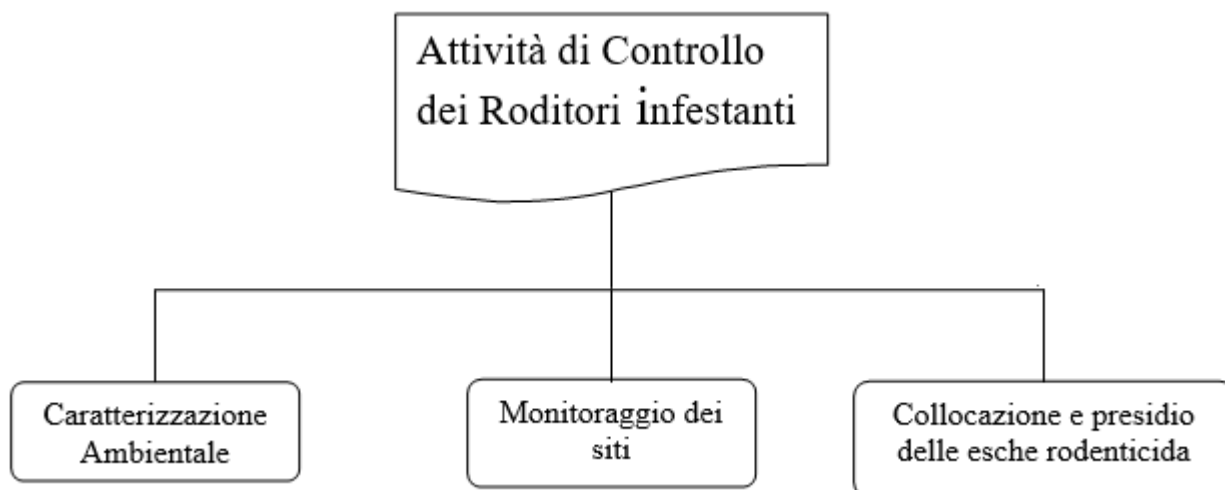 Attività di Controllo
dei Roditori infestanti
Caratterizzazione
Ambientale
Monitoraggio dei
siti
Collocazione e presidio
delle esche rodenticida